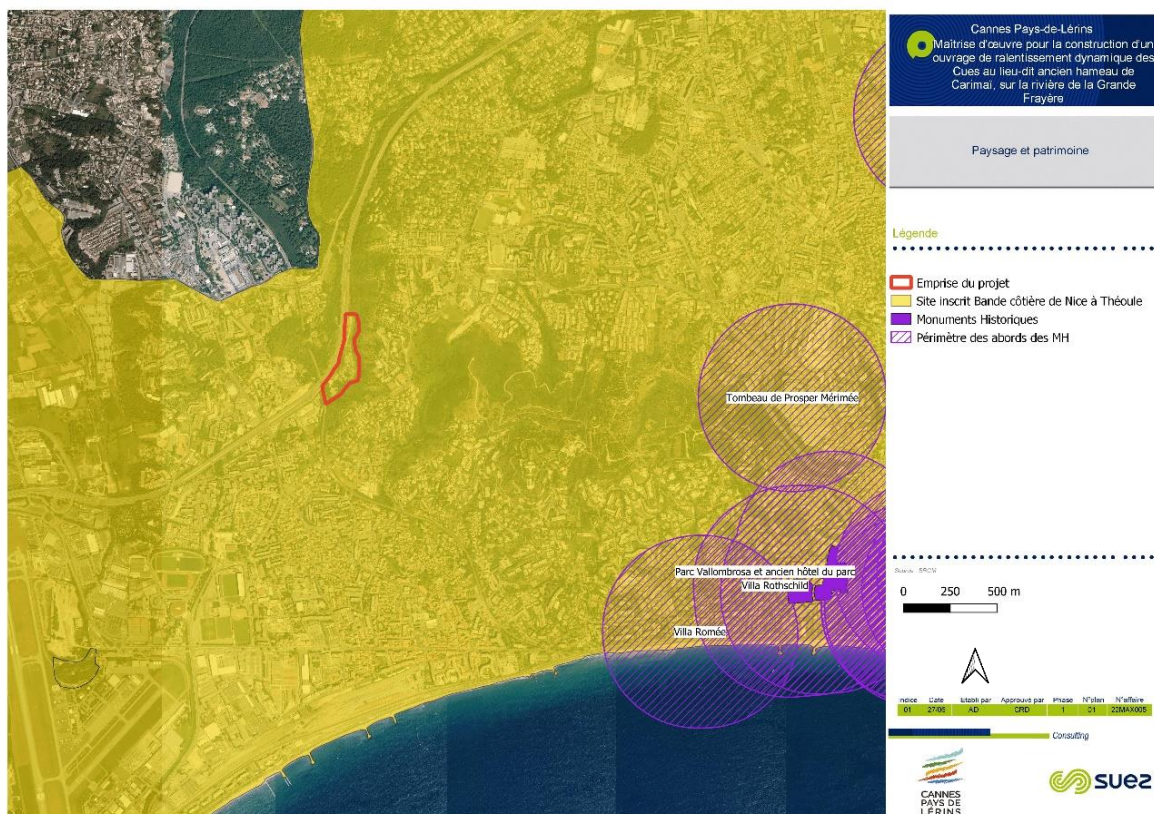 Cannes Pays-de-Lérins
Maîtrise d'œuvre pour la construction d'un
ouvrage de ralentissement dynamique des
Cues au lieu-dit ancien hameau de
Carimai, sur la rivière de la Grande
Frayère
Paysage et patrimoine
Légende
Emprise du projet
Site inscrit Bande côtière de Nice à Théoule
Monuments Historiques
Périmètre des abords des MH
Tombeau de Prosper Mérimée
Parc Vallombrosa et ancien hôtel du parc
Villa Rothschild
Villa Romée
0 250 500 m
Indice Date Etabli par Approuvé par Phase N°plan N°affaire
01 27/05 AD CRD 1 01 22MAX005
Consulting
CANNES
PAYS DE
LÉRINS
suez